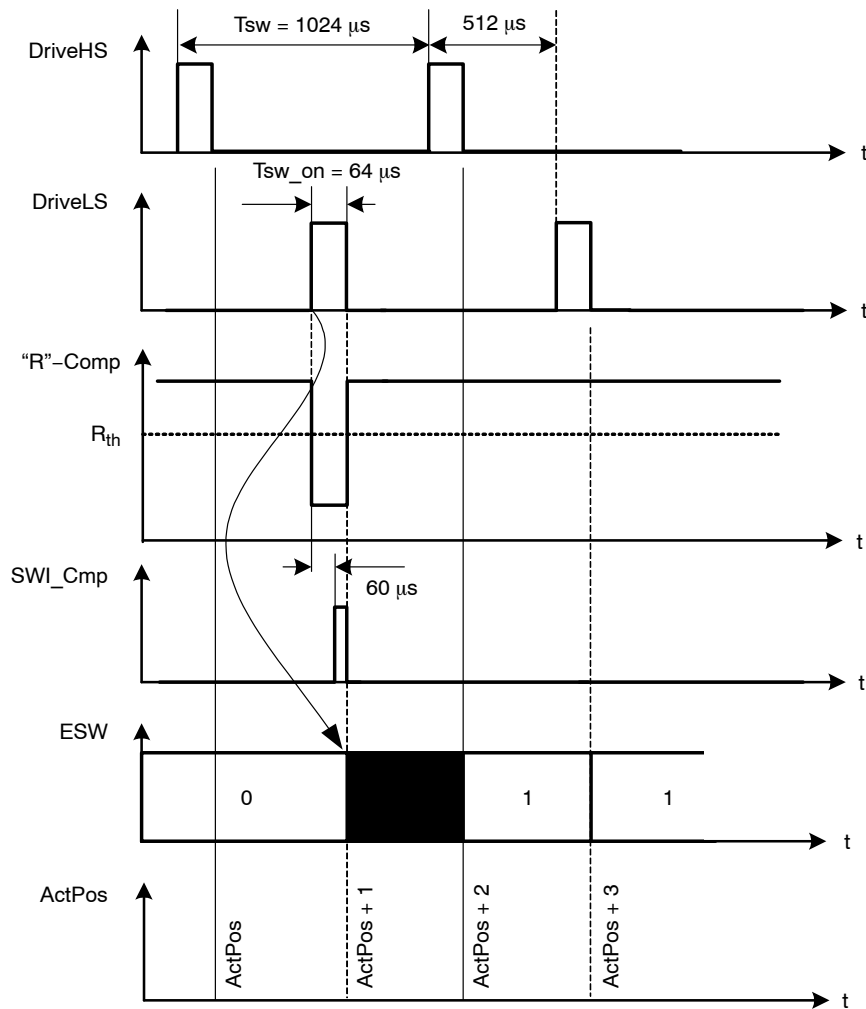 Tsw = 1024 μs
512 μs
DriveHS
t
Tsw_on = 64 μs
DriveLS
t
“R”−Comp
Rth
t
SWI_Cmp
60 μs
t
ESW
0
1
1
t
ActPos
ActPos
ActPos + 1
ActPos + 2
ActPos + 3
t